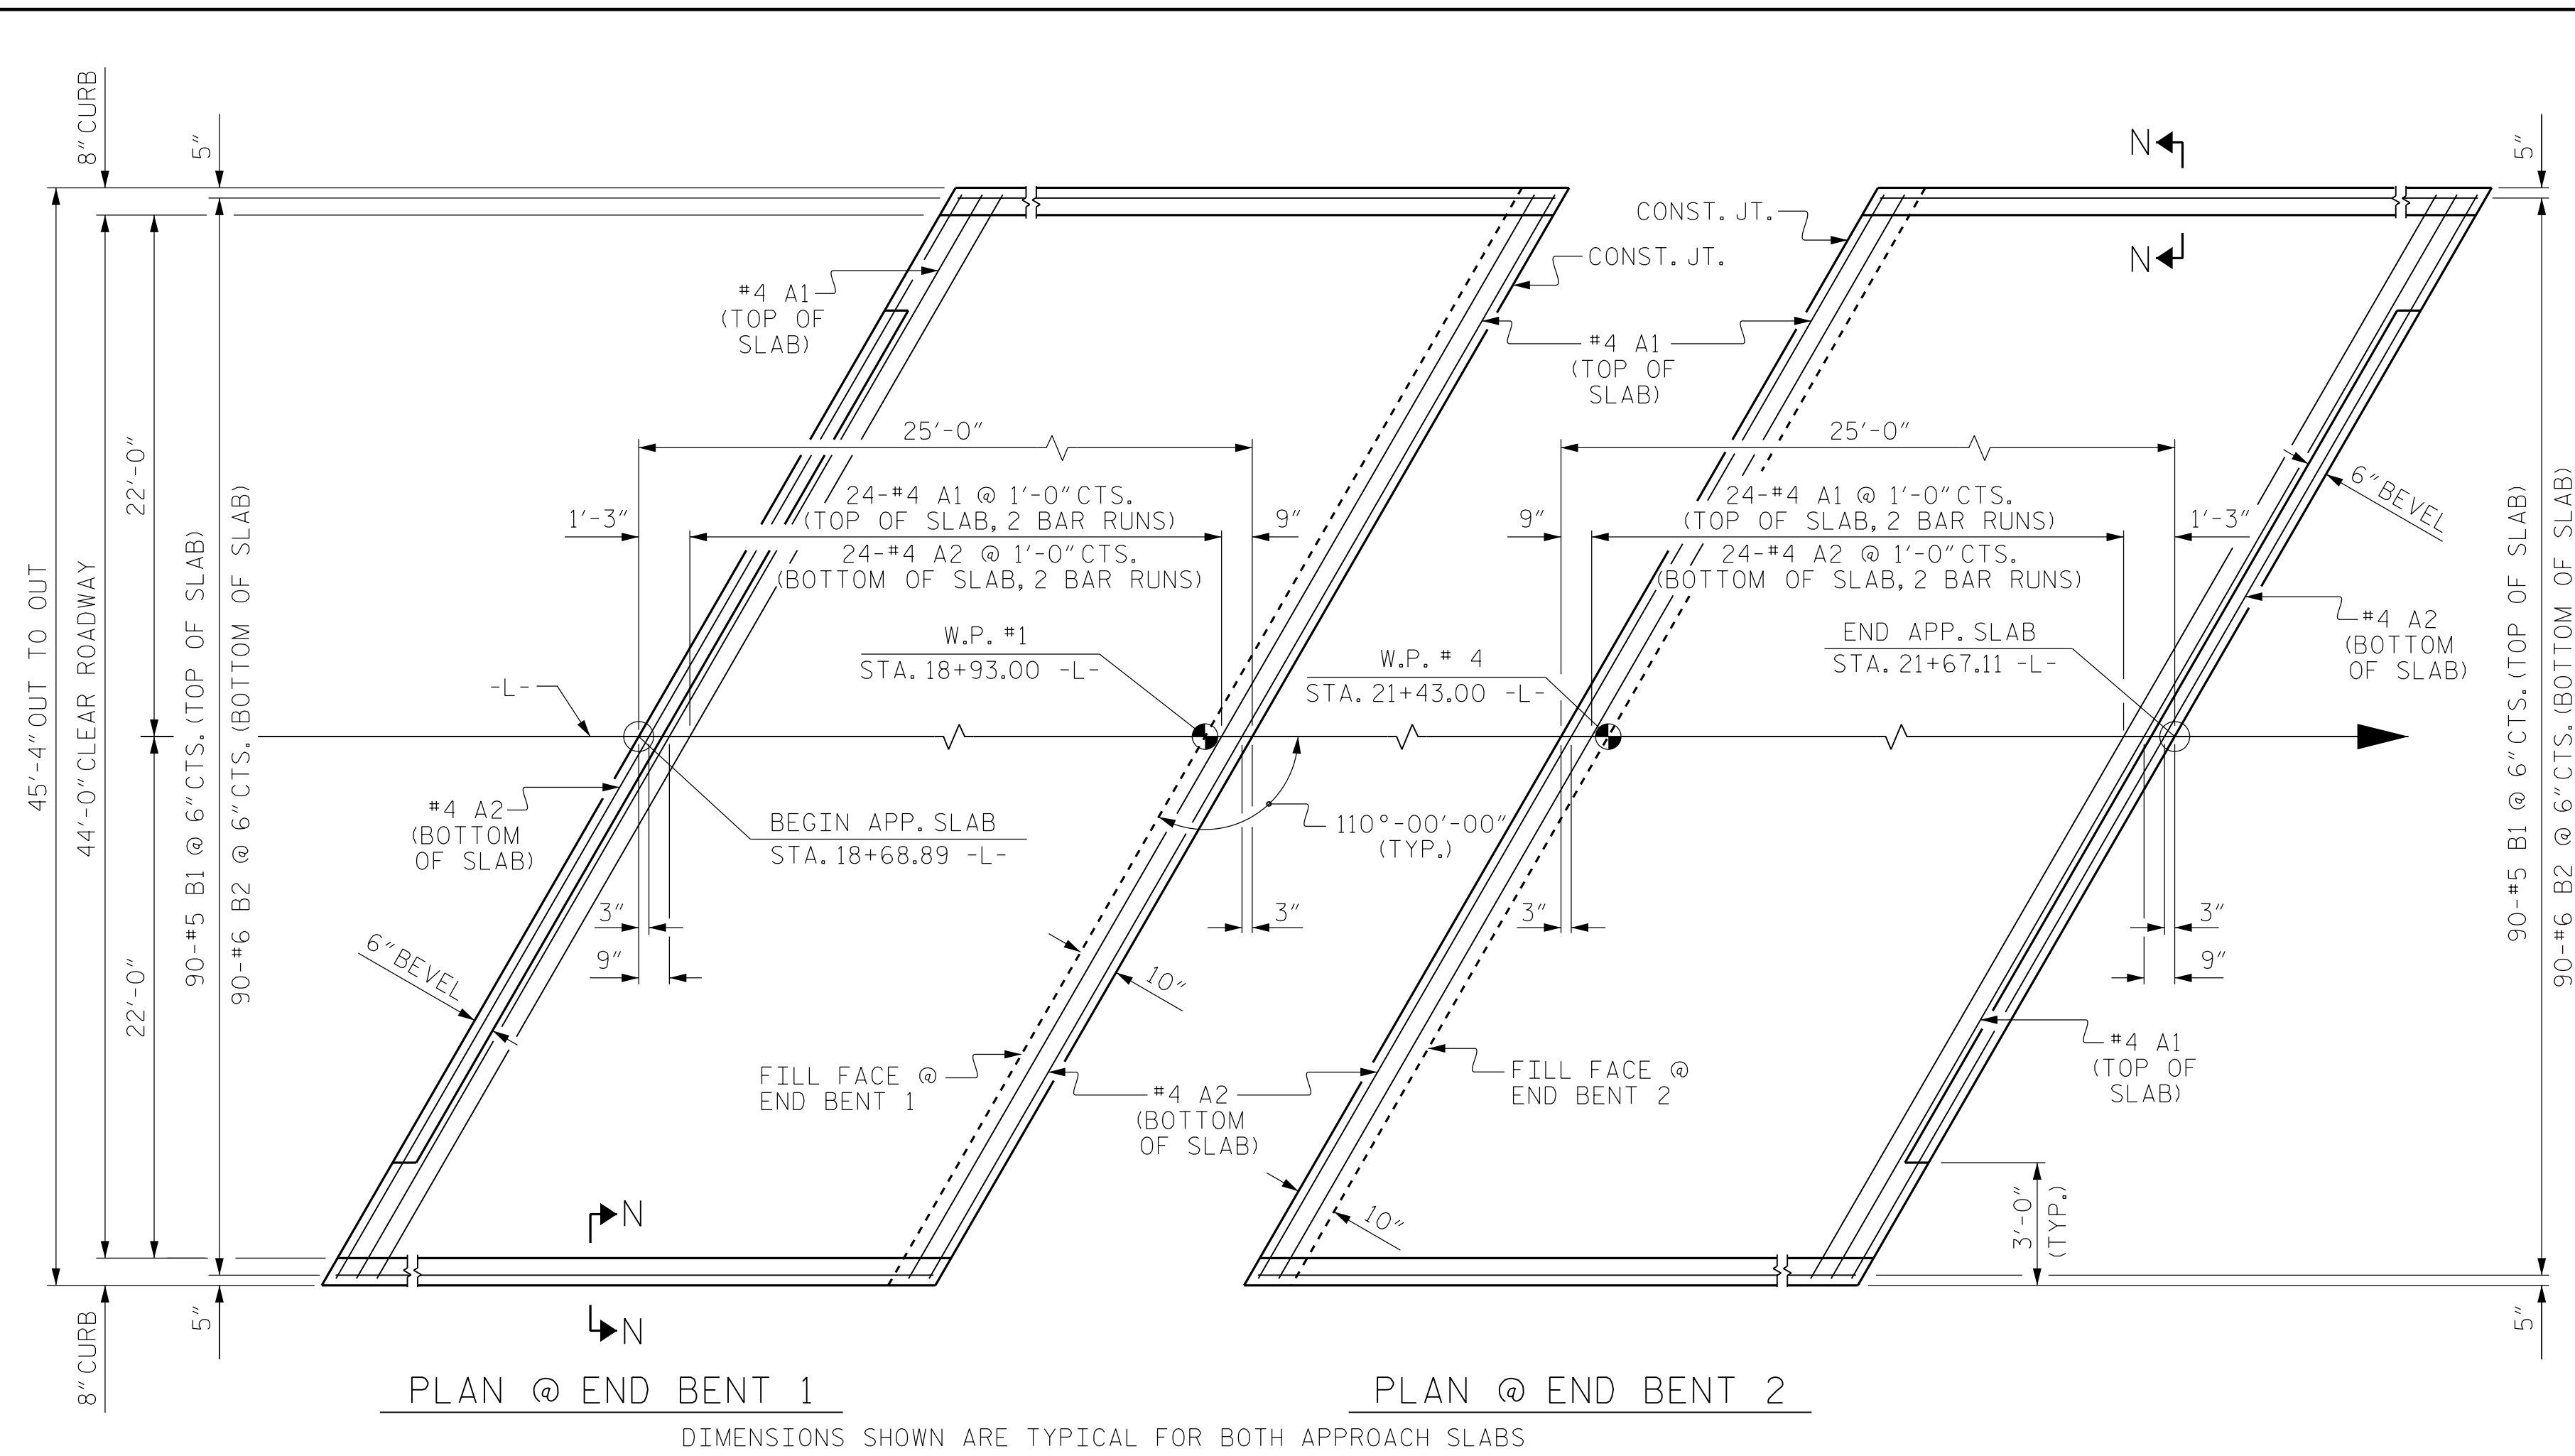 8" CURB
5"
45'-4" OUT TO OUT
44'-0" CLEAR ROADWAY
22'-0"
22'-0"
90-#5 B1 @ 6" CTS. (TOP OF SLAB)
90-#6 B2 @ 6" CTS. (BOTTOM OF SLAB)
8" CURB
5"
#4 A1
(TOP OF
SLAB)
25'-0"
1'-3"
24-#4 A1 @ 1'-0" CTS.
(TOP OF SLAB, 2 BAR RUNS)
24-#4 A2 @ 1'-0" CTS.
(BOTTOM OF SLAB, 2 BAR RUNS)
9"
W.P. #1
STA. 18+93.00 -L-
-L-
#4 A2
(BOTTOM
OF SLAB)
BEGIN APP. SLAB
STA. 18+68.89 -L-
3"
9"
3"
6" BEVEL
10"
FILL FACE @
END BENT 1
N
N
CONST. JT.
CONST. JT.
#4 A1
(TOP OF
SLAB)
110°-00'-00"
(TYP.)
#4 A2
(BOTTOM
OF SLAB)
N
N
25'-0"
9"
24-#4 A1 @ 1'-0" CTS.
(TOP OF SLAB, 2 BAR RUNS)
24-#4 A2 @ 1'-0" CTS.
(BOTTOM OF SLAB, 2 BAR RUNS)
1'-3"
6" BEVEL
W.P. # 4
STA. 21+43.00 -L-
END APP. SLAB
STA. 21+67.11 -L-
#4 A2
(BOTTOM
OF SLAB)
3"
3"
9"
FILL FACE @
END BENT 2
10"
#4 A1
(TOP OF
SLAB)
3'-0"
(TYP.)
5"
90-#5 B1 @ 6" CTS. (TOP OF SLAB)
90-#6 B2 @ 6" CTS. (BOTTOM OF SLAB)
5"
PLAN @ END BENT 1
PLAN @ END BENT 2
DIMENSIONS SHOWN ARE TYPICAL FOR BOTH APPROACH SLABS